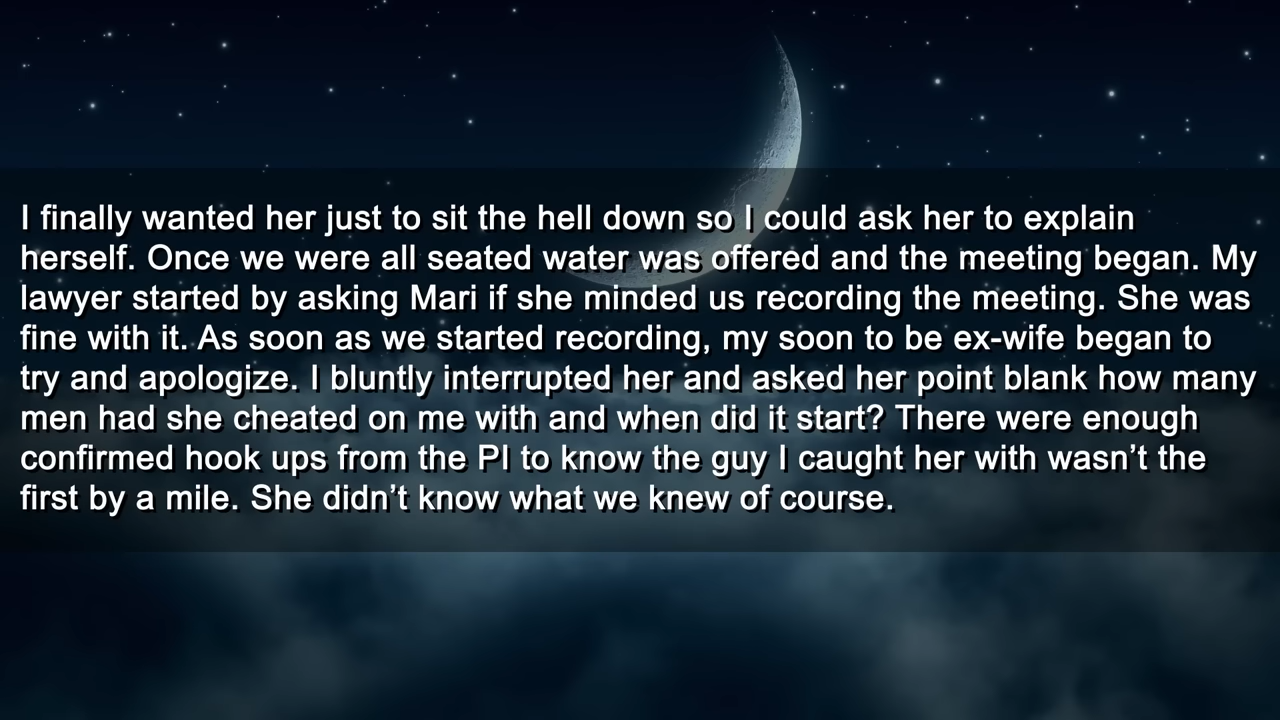 I finally wanted her just to sit the hell down so I could ask her to explain
herself. Once we were all seated water was offered and the meeting began. My
lawyer started by asking Mari if she minded us recording the meeting. She was
fine with it. As soon as we started recording, my soon to be ex-wife began to
try and apologize. I bluntly interrupted her and asked her point blank how many
men had she cheated on me with and when did it start? There were enough
confirmed hook ups from the PI to know the guy I caught her with wasn’t the
first by a mile. She didn’t know what we knew of course.